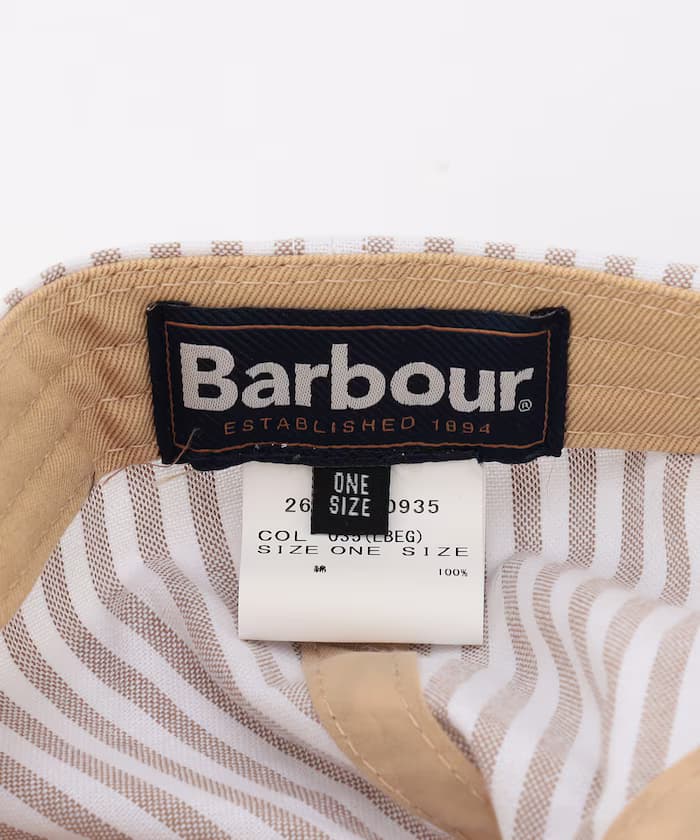 Barbour®
ESTABLISHED 1894
ONE
SIZE
26 0935
COL 035(LBEG)
SIZE ONE SIZE
綿 100%